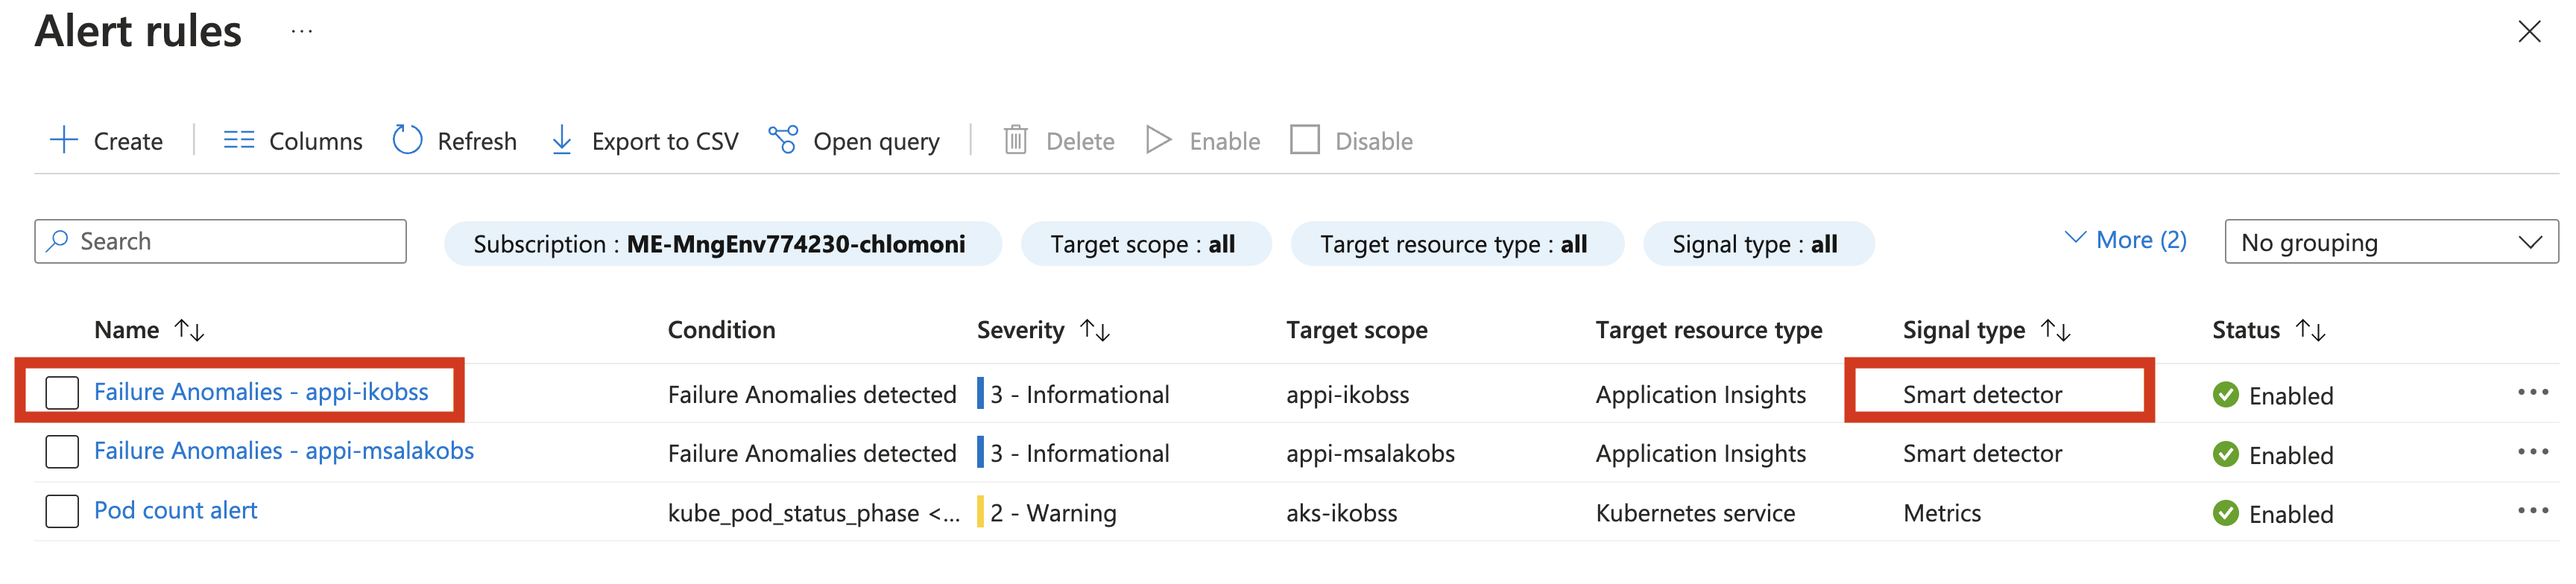 Alert rules ...
Create Columns Refresh Export to CSV Open query Delete Enable Disable
Search Subscription : ME-MngEnv774230-chlomoni Target scope : all Target resource type : all Signal type : all More (2) No grouping
Name ↑↓ Condition Severity ↑↓ Target scope Target resource type Signal type ↑↓ Status ↑↓
Failure Anomalies - appi-ikobss Failure Anomalies detected 3 - Informational appi-ikobss Application Insights Smart detector Enabled ...
Failure Anomalies - appi-msalakobs Failure Anomalies detected 3 - Informational appi-msalakobs Application Insights Smart detector Enabled ...
Pod count alert kube_pod_status_phase <... 2 - Warning aks-ikobss Kubernetes service Metrics Enabled ...